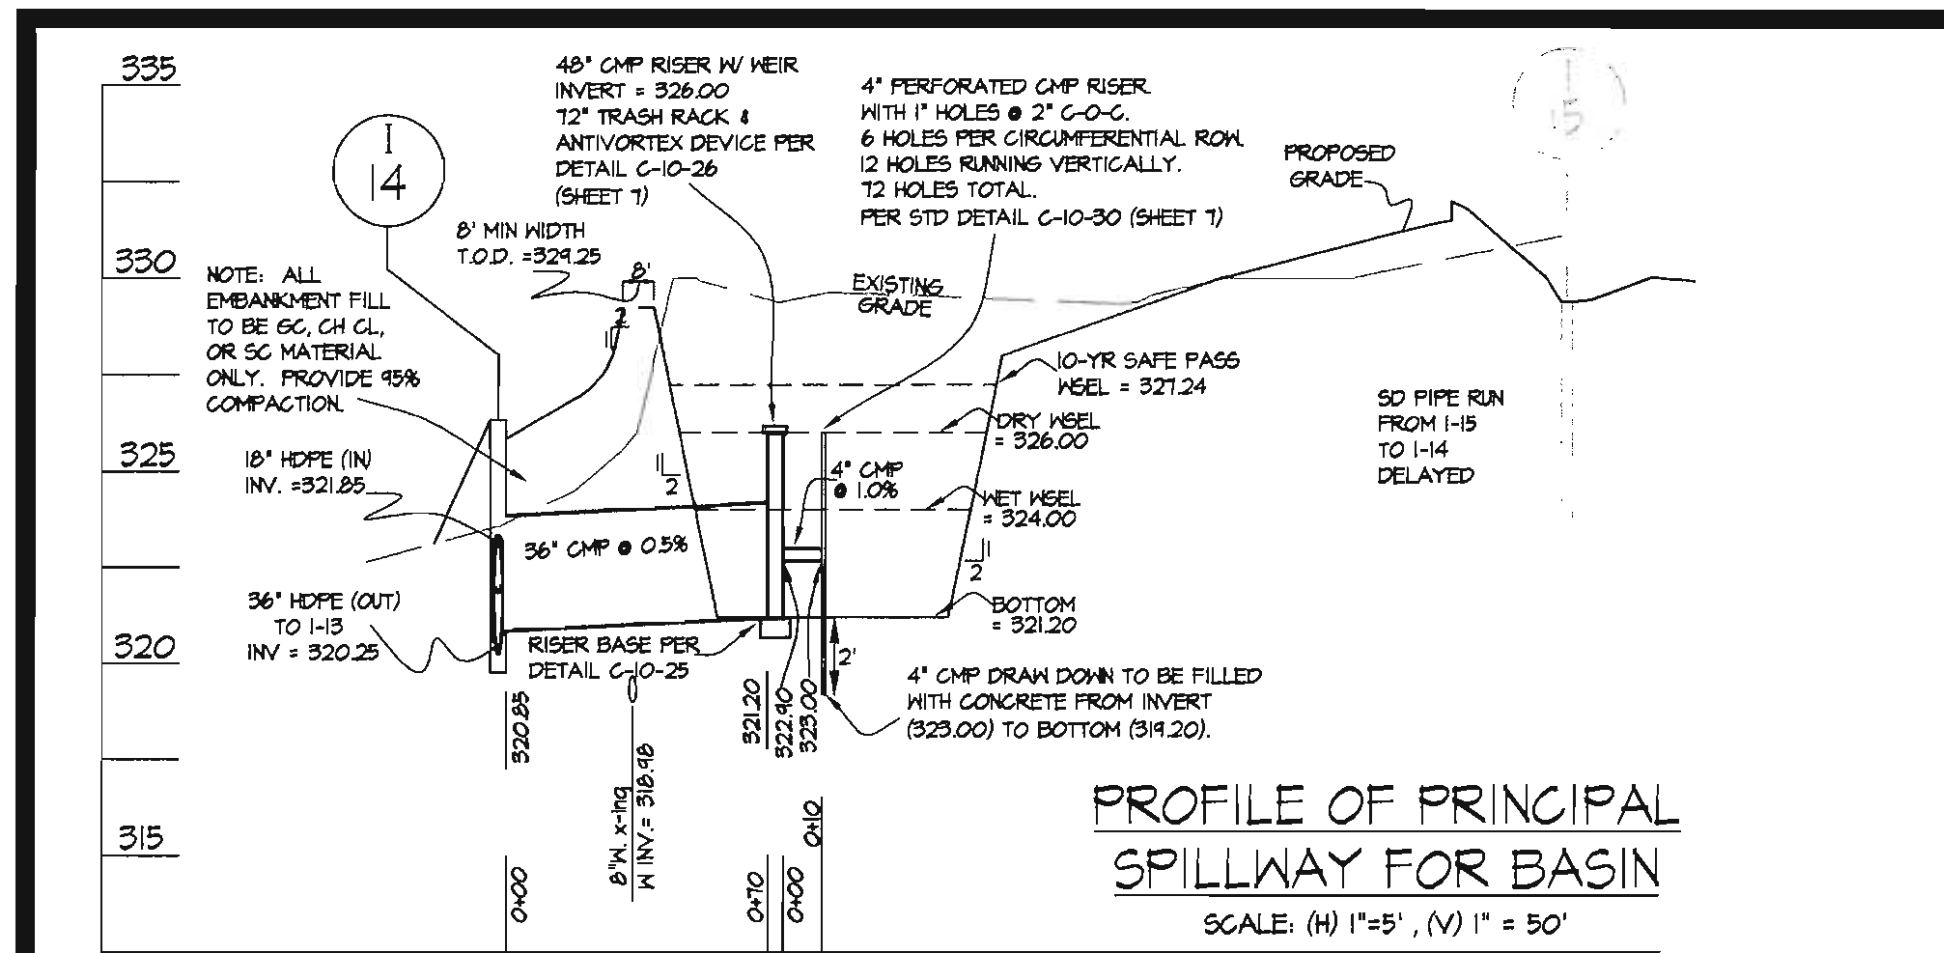 335
330
325
320
315
I
14
48" CMP RISER W/ WEIR
INVERT = 326.00
72" TRASH RACK &
ANTIVORTEX DEVICE PER
DETAIL C-10-26
(SHEET 7)
4" PERFORATED CMP RISER
WITH 1" HOLES @ 2" C-O-C.
6 HOLES PER CIRCUMFERENTIAL ROW.
12 HOLES RUNNING VERTICALLY.
72 HOLES TOTAL.
PER STD DETAIL C-10-30 (SHEET 7)
I
15
PROPOSED
GRADE
8' MIN WIDTH
T.O.D. =329.25
8'
2
1
EXISTING
GRADE
NOTE: ALL
EMBANKMENT FILL
TO BE GC, CH CL,
OR SC MATERIAL
ONLY. PROVIDE 95%
COMPACTION.
10-YR SAFE PASS
WSEL = 327.24
DRY WSEL
= 326.00
SD PIPE RUN
FROM I-15
TO I-14
DELAYED
18" HDPE (IN)
INV. =321.85
1
2
4" CMP
@ 1.0%
WET WSEL
= 324.00
36" CMP @ 0.5%
1
2
36" HDPE (OUT)
TO I-13
INV = 320.25
BOTTOM
= 321.20
RISER BASE PER
DETAIL C-10-25
2'
4" CMP DRAW DOWN TO BE FILLED
WITH CONCRETE FROM INVERT
(323.00) TO BOTTOM (319.20).
320.85
8"W. x-ing
W INV.= 318.98
321.20
322.90
323.00
0+00
0+70
0+00
0+10
PROFILE OF PRINCIPAL
SPILLWAY FOR BASIN
SCALE: (H) 1"=5' , (V) 1" = 50'